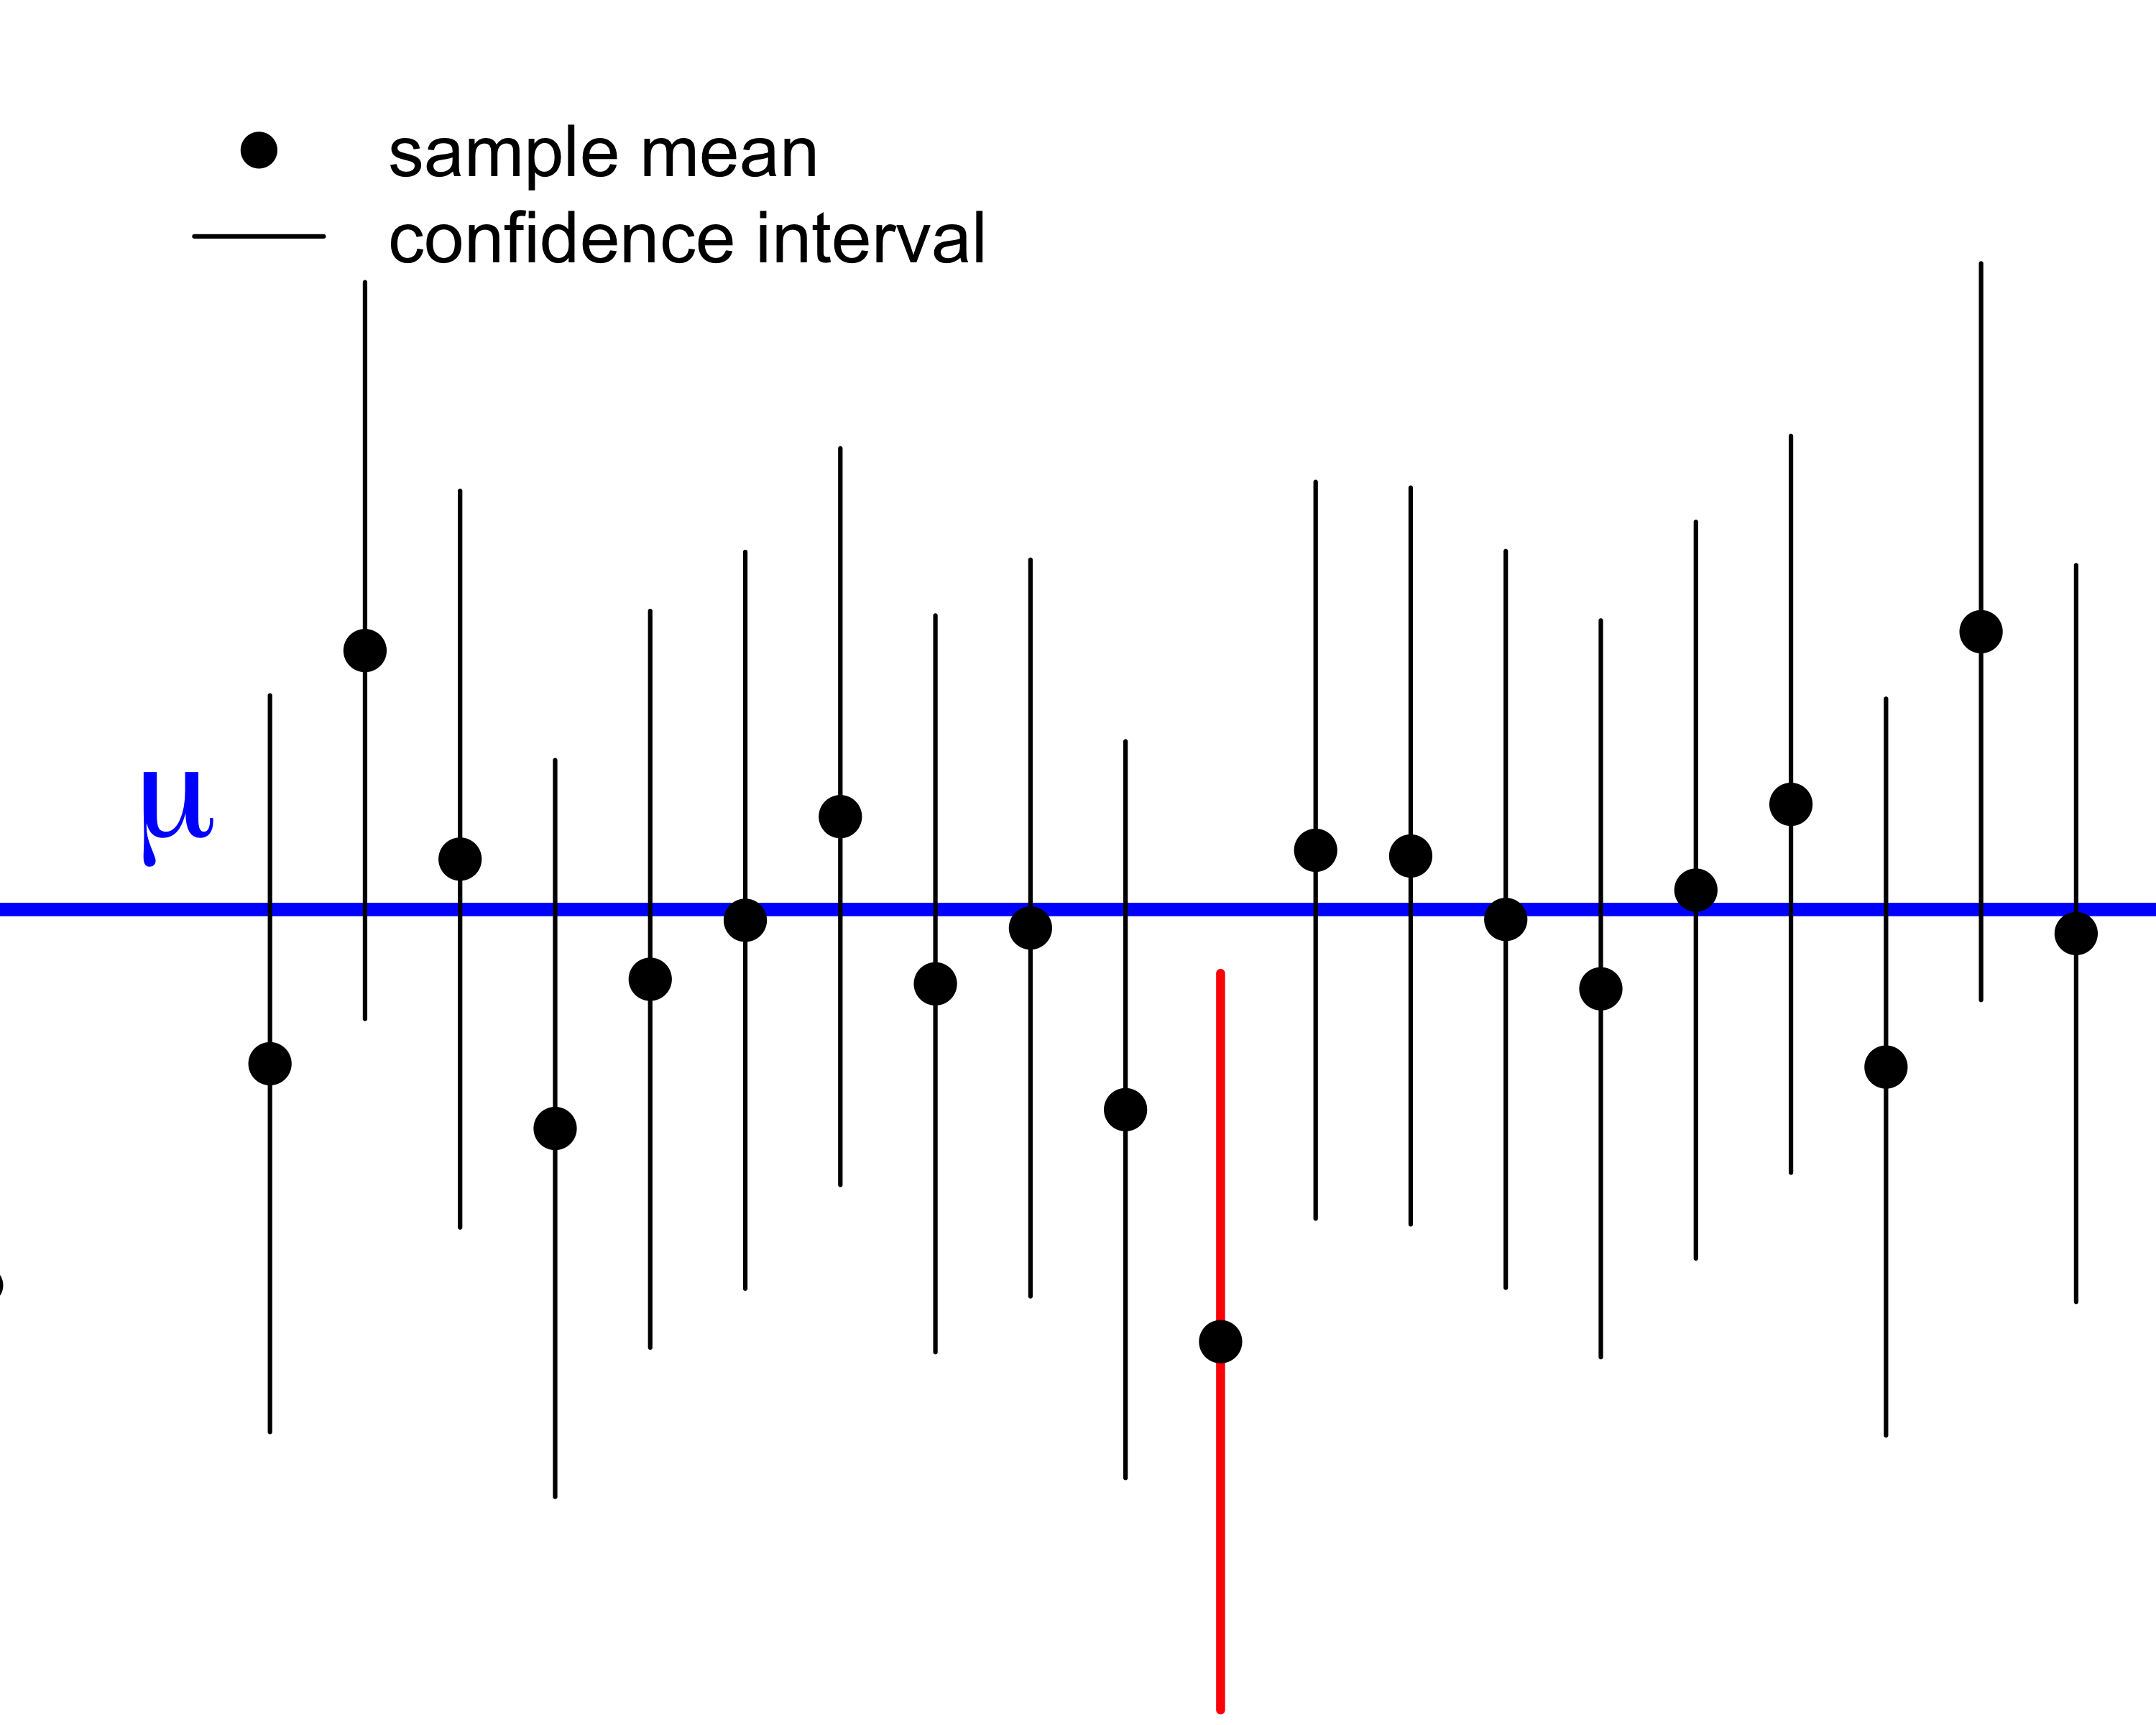 sample mean
confidence interval
μ